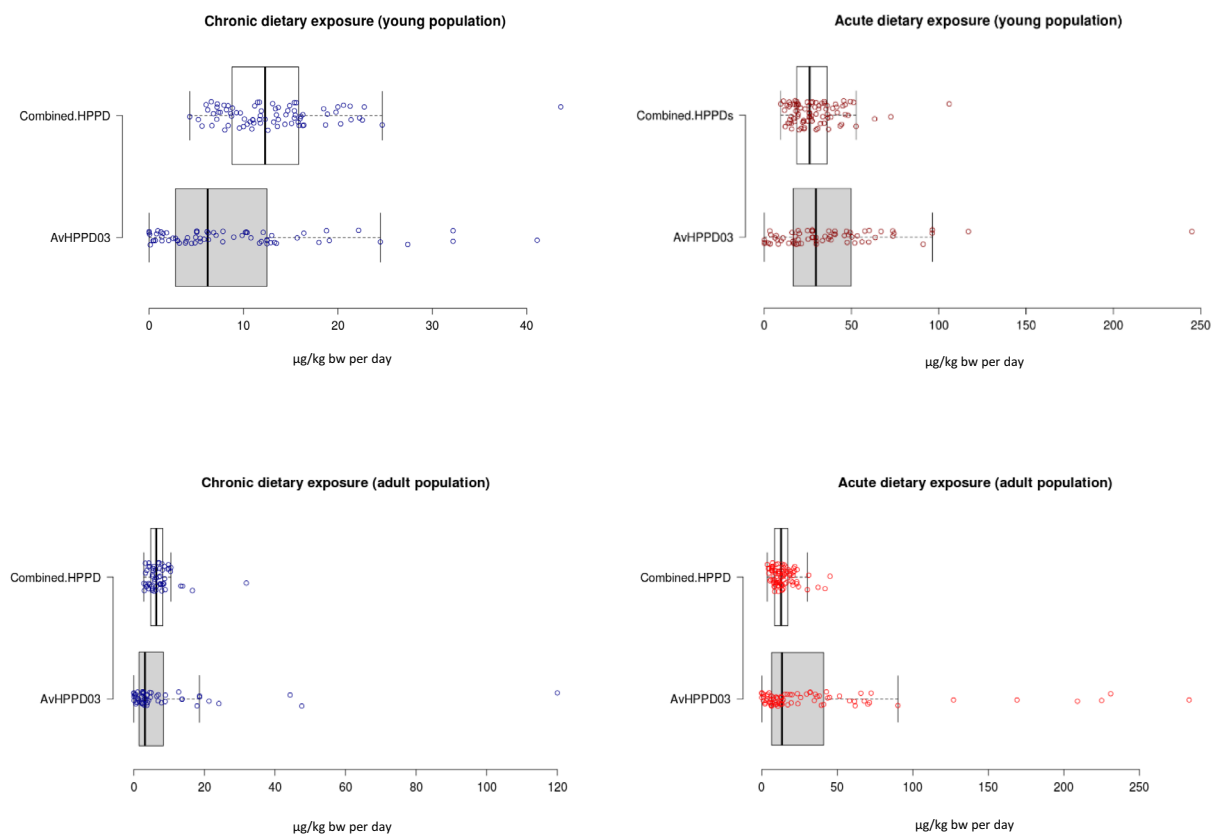 Chronic dietary exposure (young population)
Combined.HPPD
AvHPPD03
0 10 20 30 40
µg/kg bw per day
Acute dietary exposure (young population)
Combined.HPPDs
AvHPPD03
0 50 100 150 200 250
µg/kg bw per day
Chronic dietary exposure (adult population)
Combined.HPPD
AvHPPD03
0 20 40 60 80 100 120
µg/kg bw per day
Acute dietary exposure (adult population)
Combined.HPPD
AvHPPD03
0 50 100 150 200 250
µg/kg bw per day